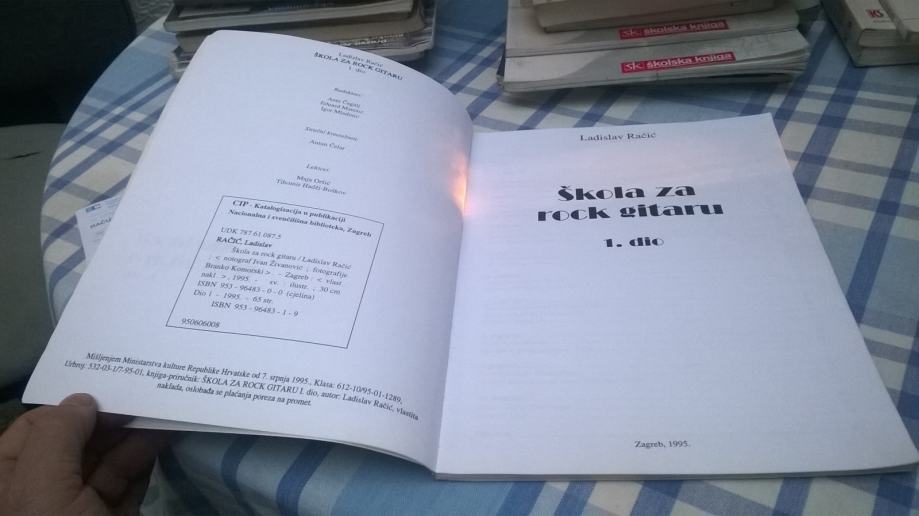 Ladislav Račić
ŠKOLA ZA ROCK GITARU
1. dio
Redaktori:
Ante Čagalj
Eduard
Igor
Stručni konzultant:
Anton Čelar
Lektori:
Maja Oršić
Tihomir Hadži-Boškov
CIP - Katalogizacija u publikaciji
Nacionalna i sveučilišna biblioteka, Zagreb
UDK 787.61.087.5
RAČIĆ, Ladislav
Škola za rock gitaru / Ladislav Račić
; < notograf Ivan Živanović ; fotografije
Branko Komorski > . - Zagreb : < vlast.
nakl. > , 1995. - sv. : ilustr. ; 30 cm
ISBN 953 - 96483 - 0 - 0 (cjelina)
Dio 1 - 1995. - 65 str.
ISBN 953 - 96483 - 1 - 9
950606008
Mišljenjem Ministarstva kulture Republike Hrvatske od 7. srpnja 1995., Klasa: 612-10/95-01-1289,
Urbroj: 532-03-1/7-95-01, knjiga-priručnik: ŠKOLA ZA ROCK GITARU 1. dio, autor: Ladislav Račić, vlastita
naklada, oslobađa se plaćanja poreza na promet.
Ladislav Račić
Škola za
rock gitaru
1. dio
Zagreb, 1995.
sk školska knjiga
sk školska knjiga